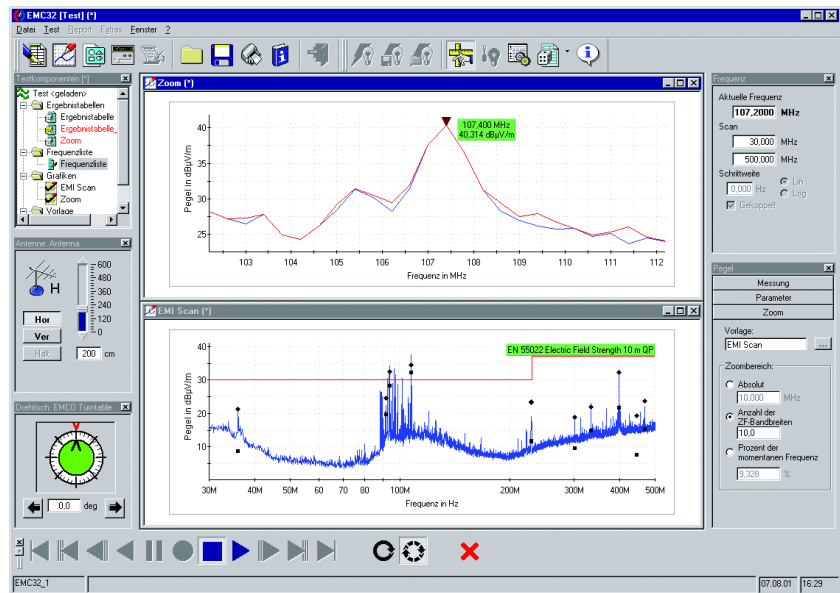 EMC32 [Test] (*)
Datei Test Report Extras Fenster ?
Testkomponenten [*]
Test <geladen>
Ergebnistabellen
Ergebnistabelle
Ergebnistabelle_
Zoom
Frequenzliste
Frequenzliste
Grafiken
EMI Scan
Zoom
Vorlage
Antenne: Antenna
H
600
480
360
240
120
0
Hor
Ver
Halt
200 cm
Drehtisch: EMCO Turntable
0,0 deg
Zoom (*)
107,400 MHz
40,314 dBµV/m
Pegel in dBµV/m
40
35
30
25
103 104 105 106 107 108 109 110 111 112
Frequenz in MHz
EMI Scan (*)
EN 55022 Electric Field Strength 10 m QP
Pegel in dBµV/m
40
30
20
10
30M 40M 50M 60 70 80 100M 200M 300M 400M 500M
Frequenz in Hz
Frequenz
Aktuelle Frequenz
107,2000 MHz
Scan
30,000 MHz
500,000 MHz
Schrittweite
0,000 Hz
Lin
Log
Gekoppelt
Pegel
Messung
Parameter
Zoom
Vorlage:
EMI Scan ...
Zoombereich:
Absolut
10,000 MHz
Anzahl der
ZF-Bandbreiten
10,0
Prozent der
momentanen Frequenz
9,328 %
EMC32_1
07.08.01 16:29